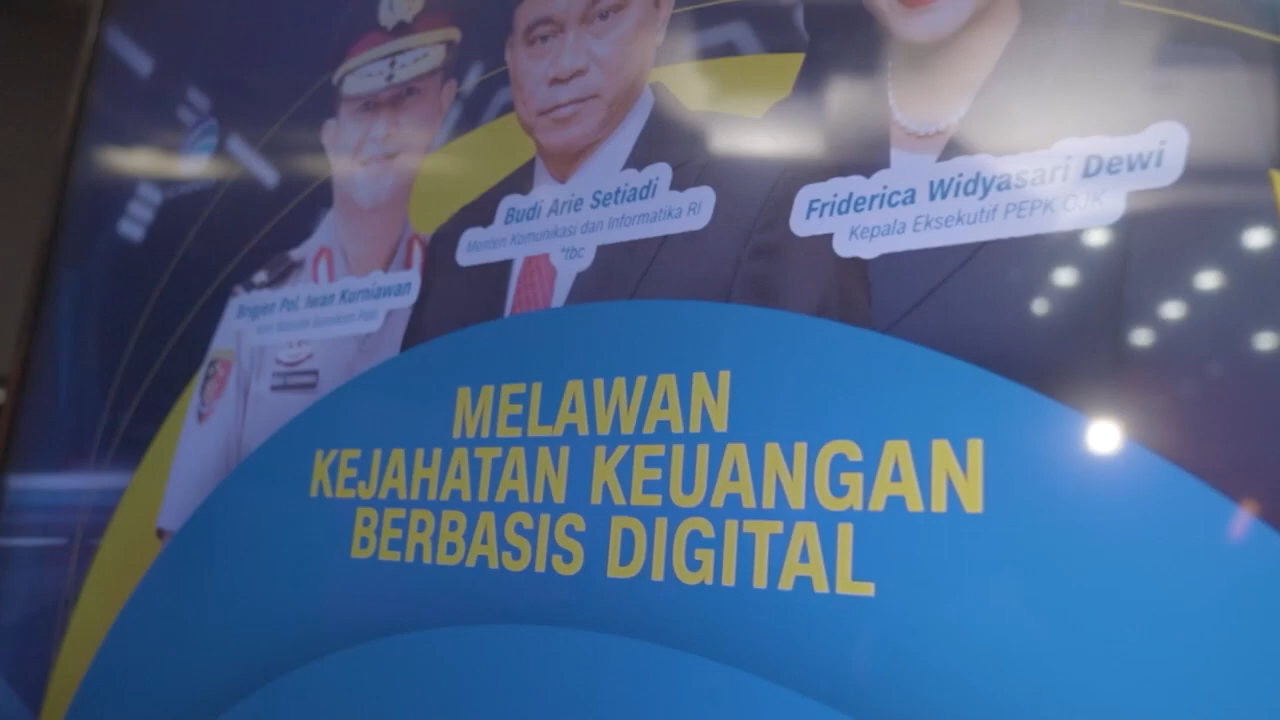 Budi Arie Setiadi
Menteri Komunikasi dan Informatika RI
*tbc
Friderica Widyasari Dewi
Kepala Eksekutif PEPK OJK
Brigjen Pol. Iwan Kurniawan
MELAWAN
KEJAHATAN KEUANGAN
BERBASIS DIGITAL